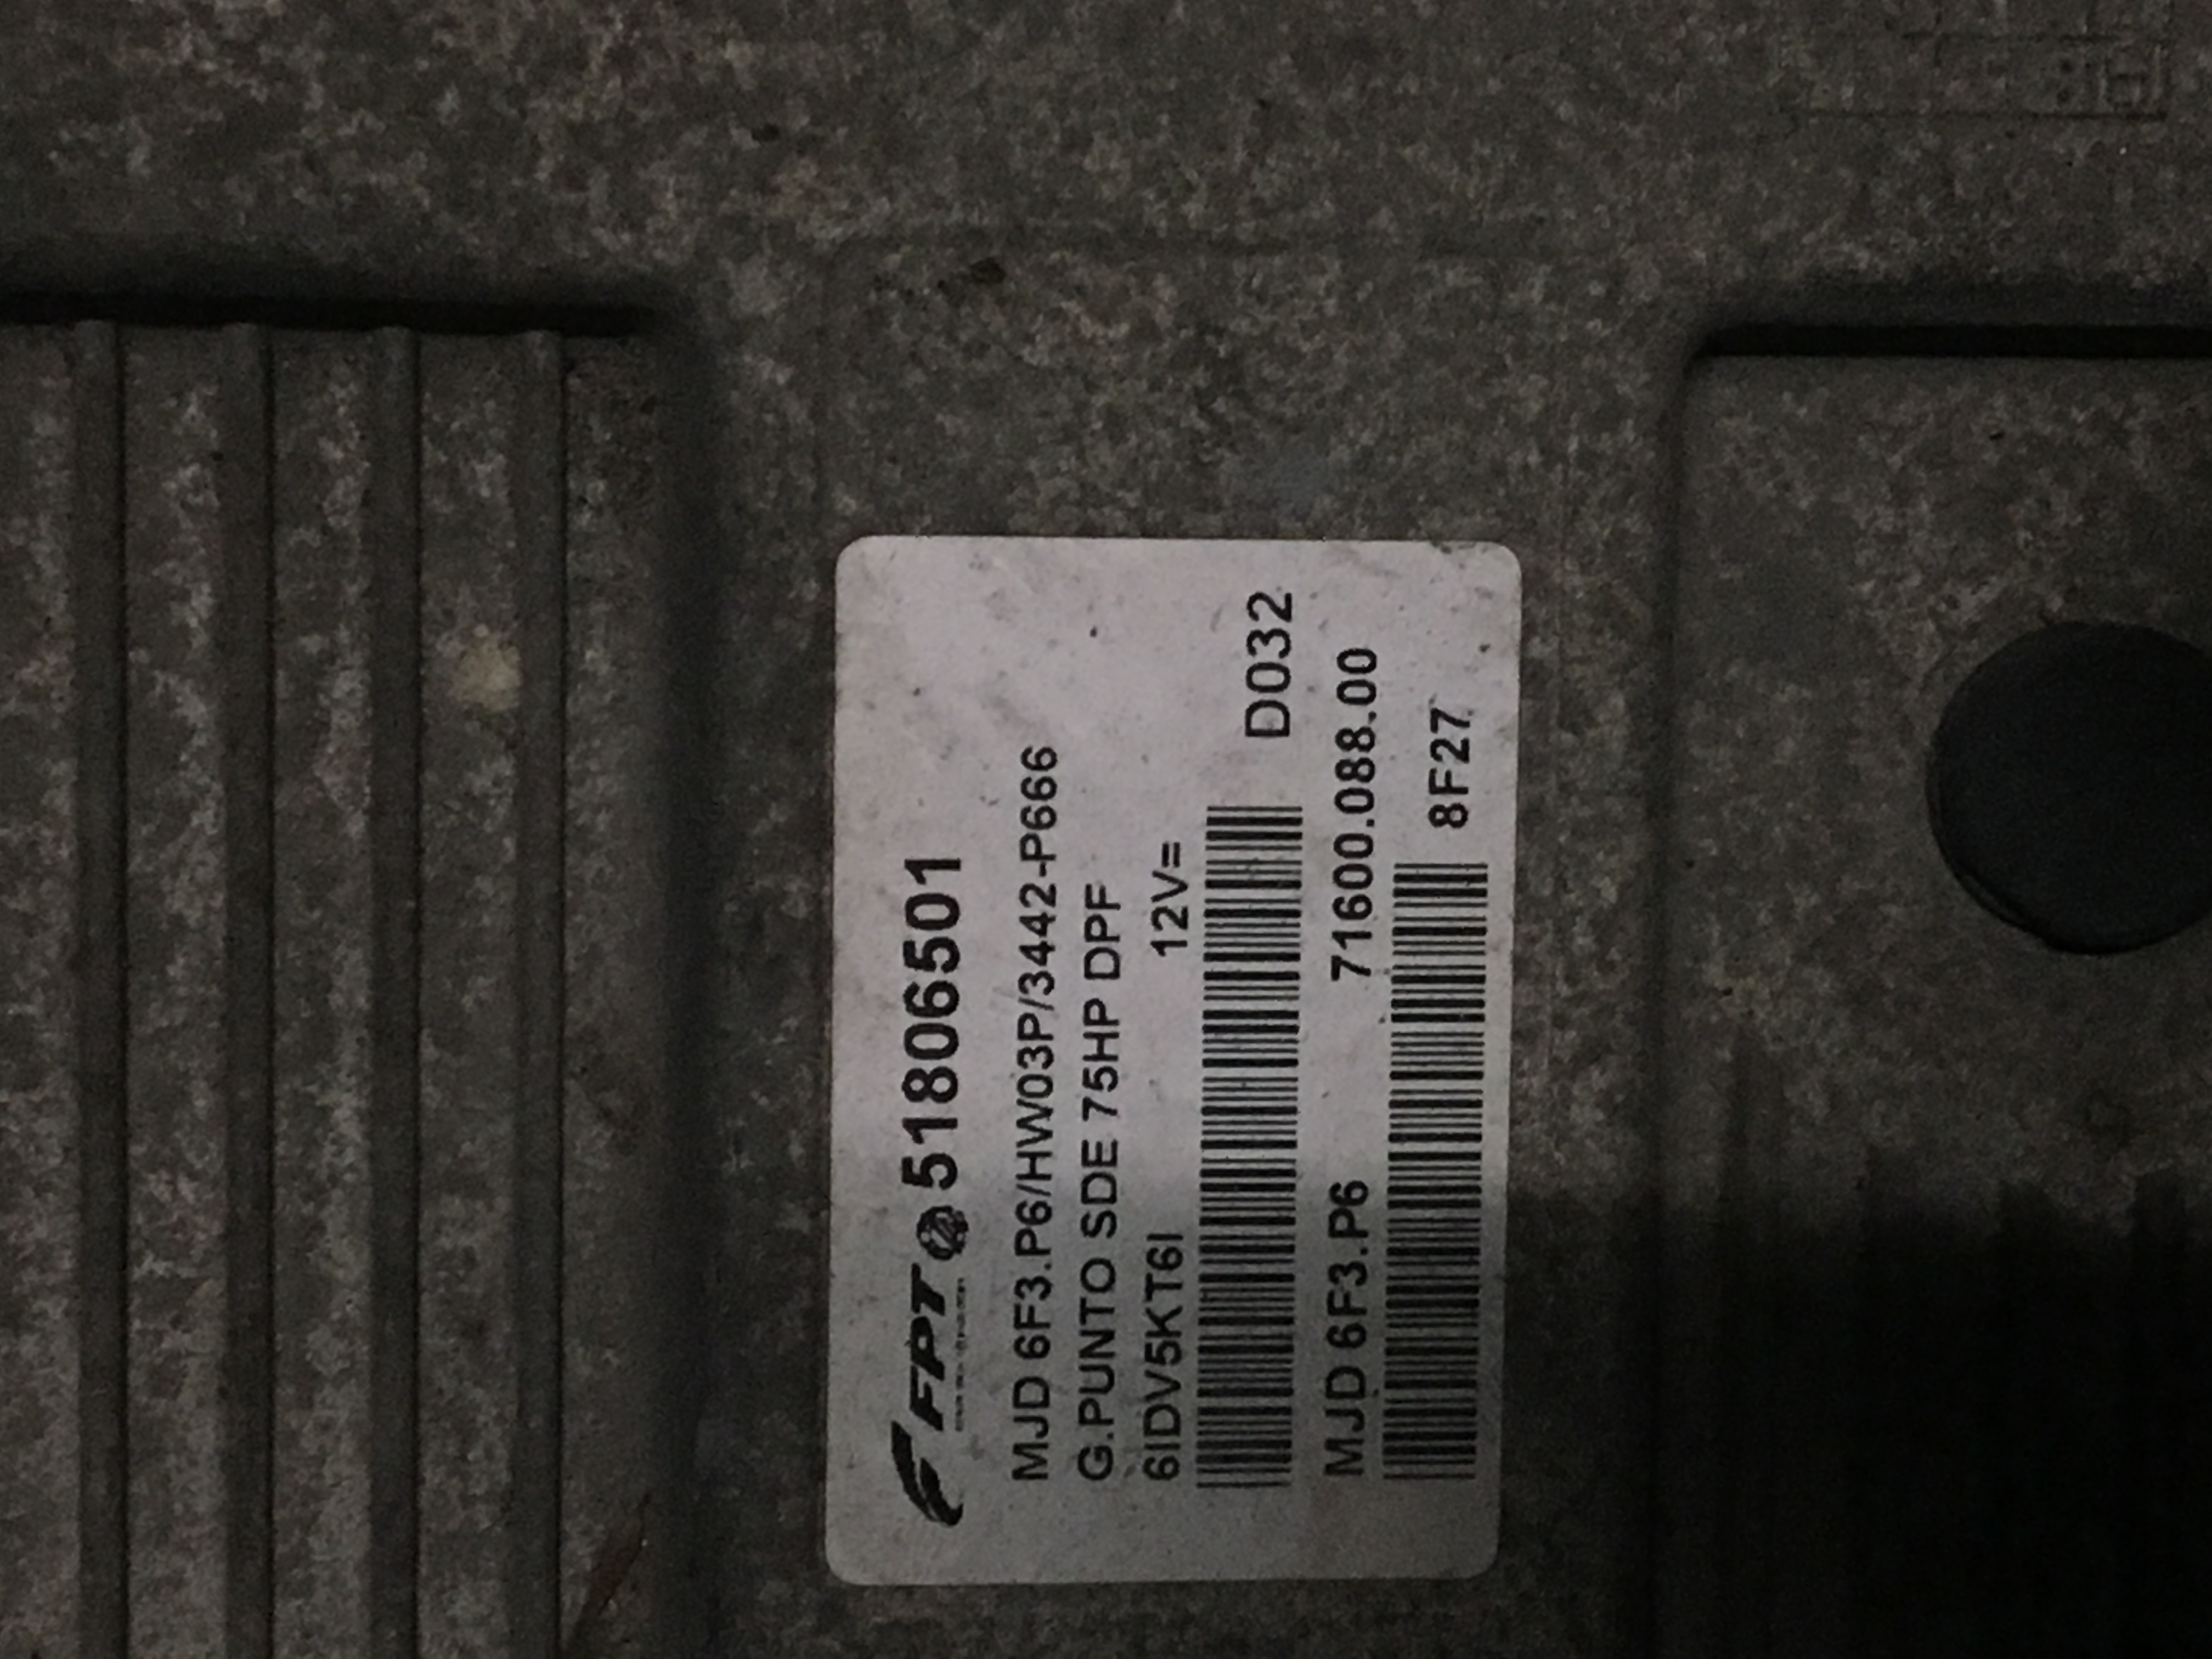 FPT 51806501
MJD 6F3.P6/HW03P/3442-P666
G.PUNTO SDE 75HP DPF
6IDV5KT6I 12V=
D032
MJD 6F3.P6 71600.088.00
8F27